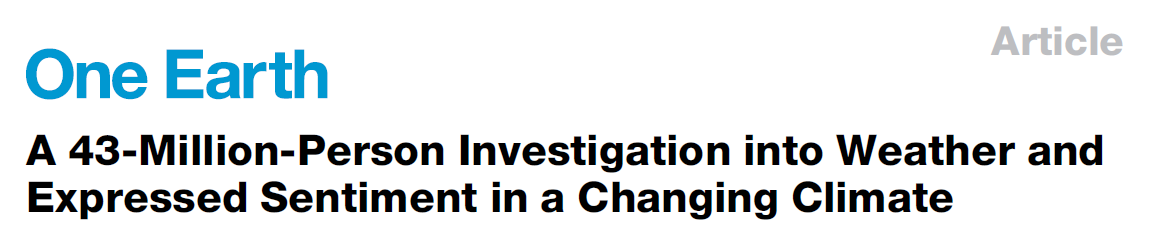 Article
One Earth
A 43-Million-Person Investigation into Weather and
Expressed Sentiment in a Changing Climate